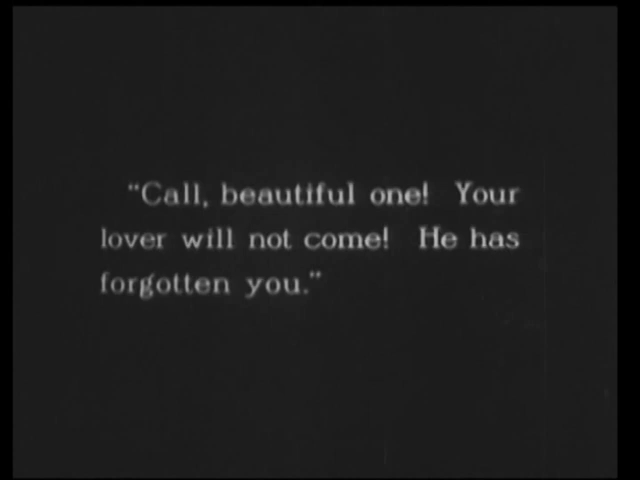 "Call, beautiful one! Your
lover will not come! He has
forgotten you."